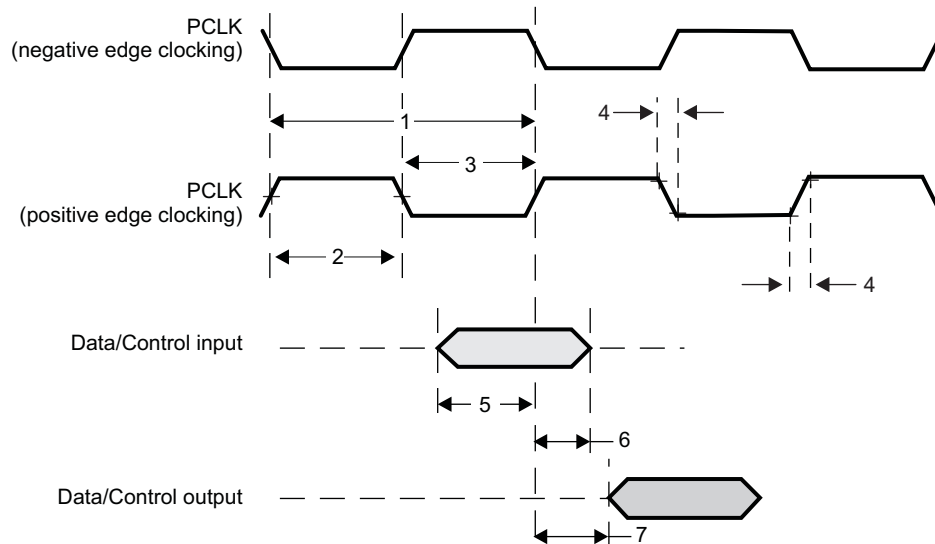 PCLK
(negative edge clocking)
1
4
3
PCLK
(positive edge clocking)
2
4
Data/Control input
5
6
Data/Control output
7